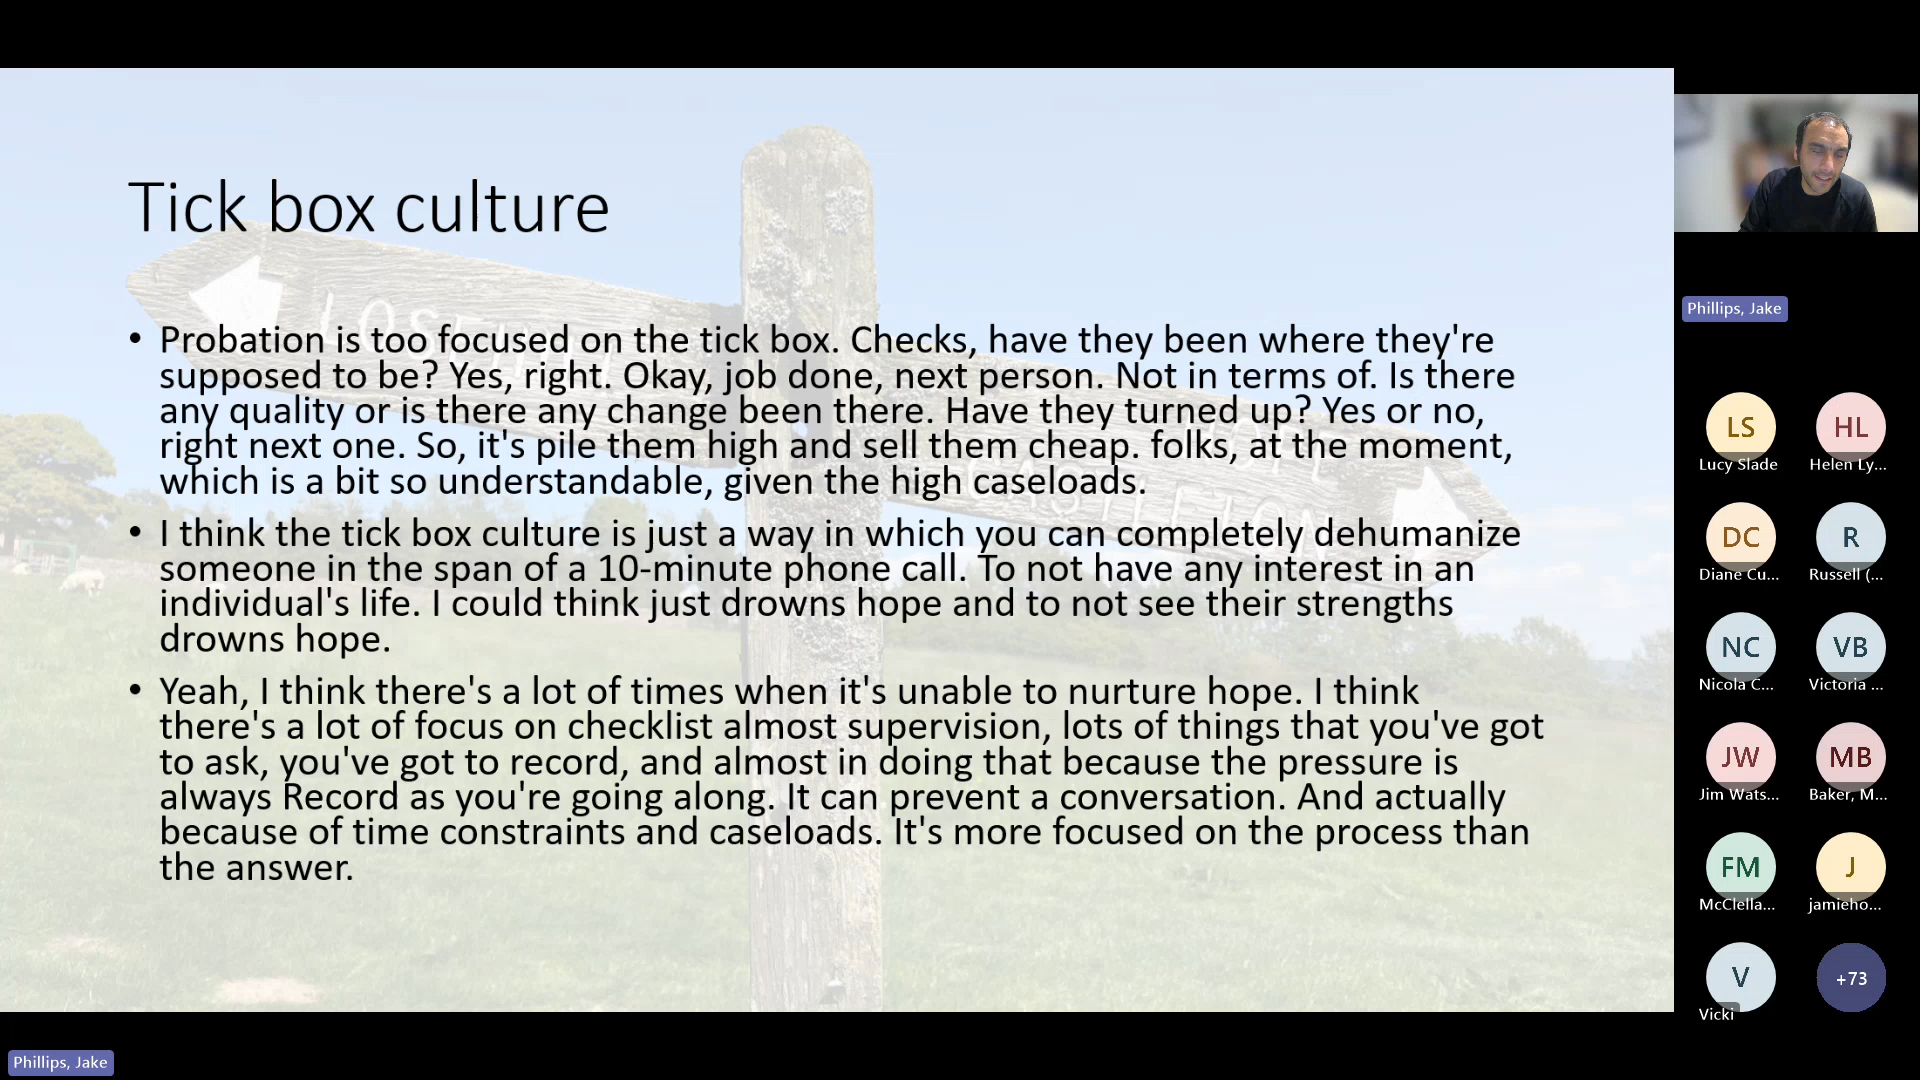 Tick box culture
LOSEHILL
• Probation is too focused on the tick box. Checks, have they been where they're
supposed to be? Yes, right. Okay, job done, next person. Not in terms of. Is there
any quality or is there any change been there. Have they turned up? Yes or no,
right next one. So, it's pile them high and sell them cheap. folks, at the moment,
which is a bit so understandable, given the high caseloads.
CASTLETON
• I think the tick box culture is just a way in which you can completely dehumanize
someone in the span of a 10-minute phone call. To not have any interest in an
individual's life. I could think just drowns hope and to not see their strengths
drowns hope.
• Yeah, I think there's a lot of times when it's unable to nurture hope. I think
there's a lot of focus on checklist almost supervision, lots of things that you've got
to ask, you've got to record, and almost in doing that because the pressure is
always Record as you're going along. It can prevent a conversation. And actually
because of time constraints and caseloads. It's more focused on the process than
the answer.
Phillips, Jake
LS
Lucy Slade
HL
Helen Ly...
DC
Diane Cu...
R
Russell (...
NC
Nicola C...
VB
Victoria ...
JW
Jim Wats...
MB
Baker, M...
FM
McClella...
J
jamieho...
V
Vicki
+73
Phillips, Jake